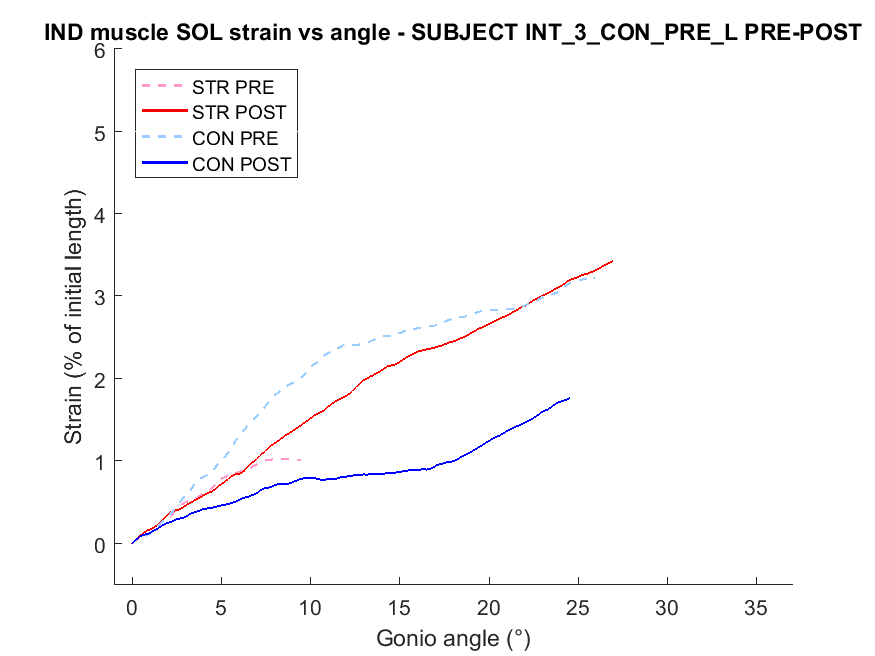 IND muscle SOL strain vs angle - SUBJECT INT_3_CON_PRE_L PRE-POST
STR PRE
STR POST
CON PRE
CON POST
Strain (% of initial length)
6
5
4
3
2
1
0
0 5 10 15 20 25 30 35
Gonio angle (°)